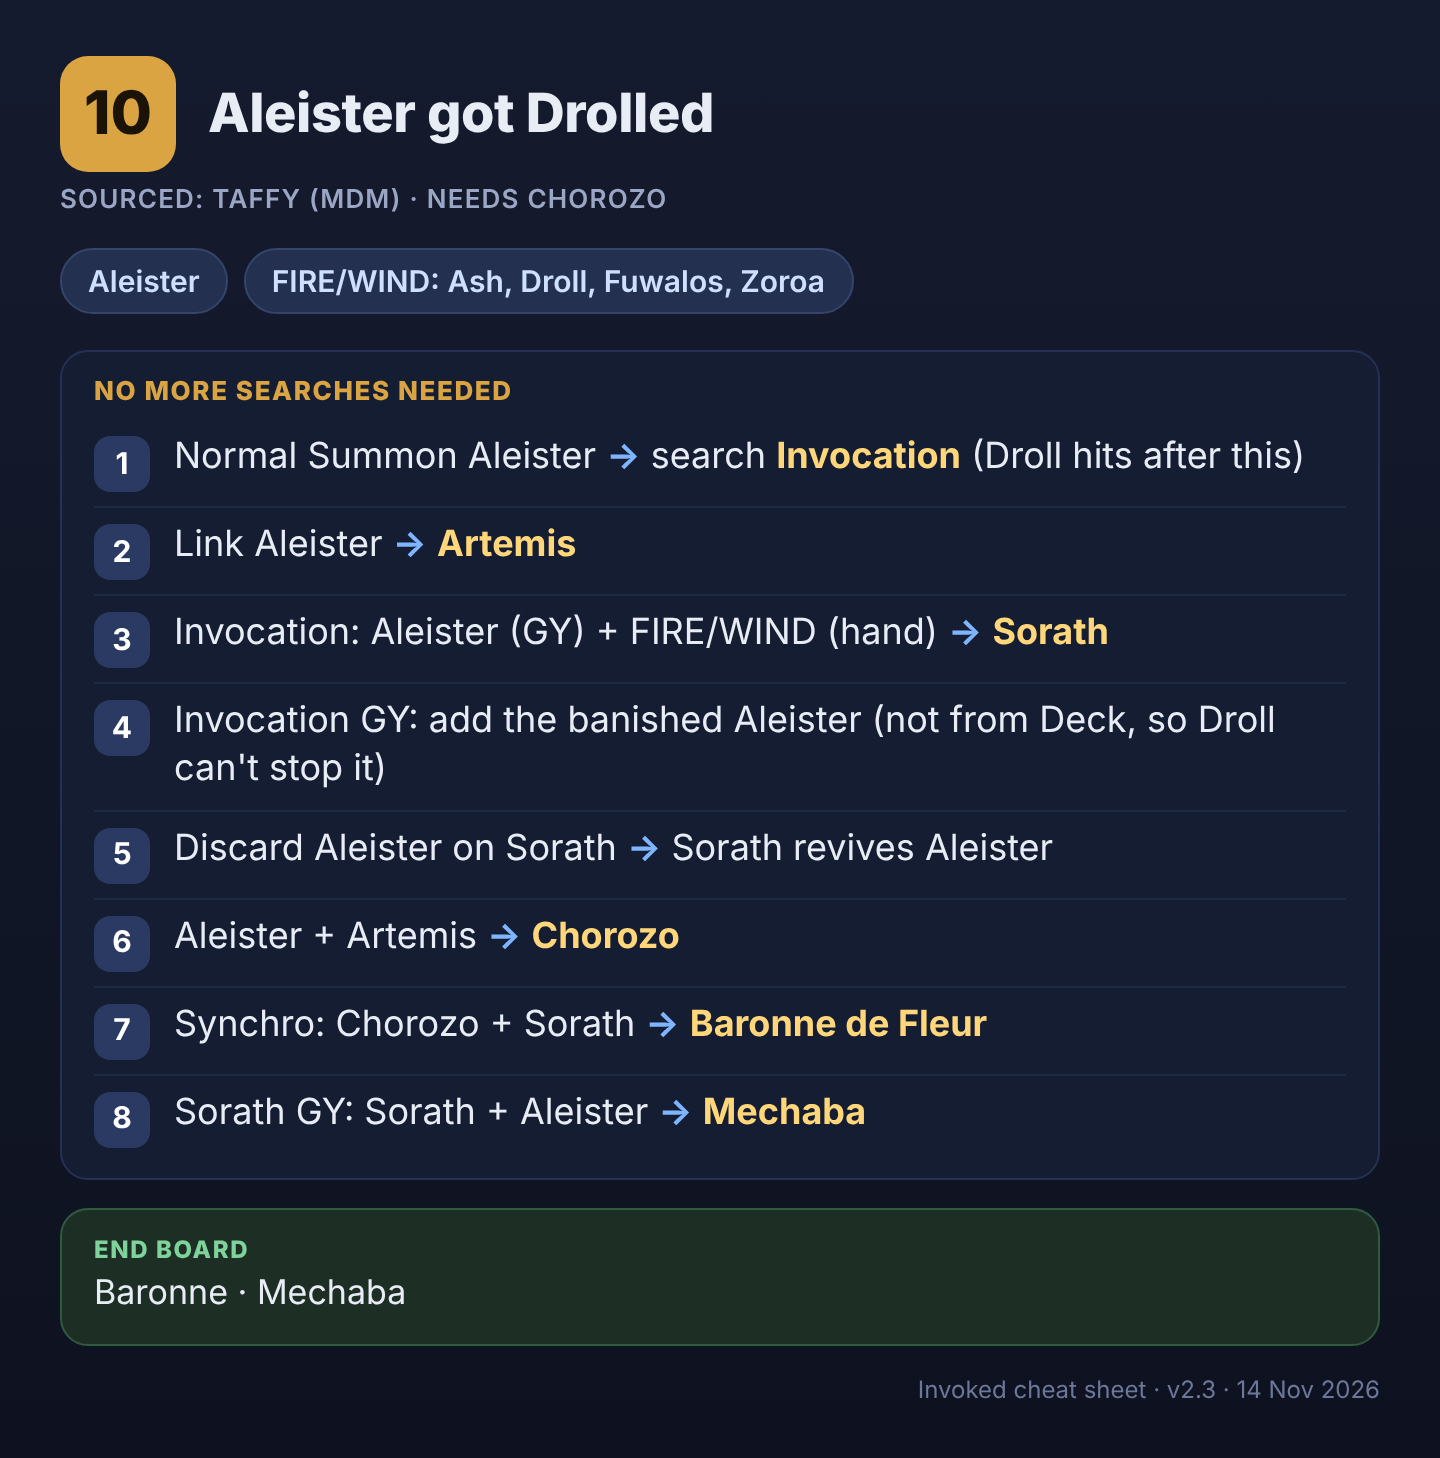 10
Aleister got Drolled
SOURCED: TAFFY (MDM) · NEEDS CHOROZO
Aleister
FIRE/WIND: Ash, Droll, Fuwalos, Zoroa
NO MORE SEARCHES NEEDED
1 Normal Summon Aleister → search Invocation (Droll hits after this)
2 Link Aleister → Artemis
3 Invocation: Aleister (GY) + FIRE/WIND (hand) → Sorath
4 Invocation GY: add the banished Aleister (not from Deck, so Droll
can't stop it)
5 Discard Aleister on Sorath → Sorath revives Aleister
6 Aleister + Artemis → Chorozo
7 Synchro: Chorozo + Sorath → Baronne de Fleur
8 Sorath GY: Sorath + Aleister → Mechaba
END BOARD
Baronne · Mechaba
Invoked cheat sheet · v2.3 · 14 Nov 2026